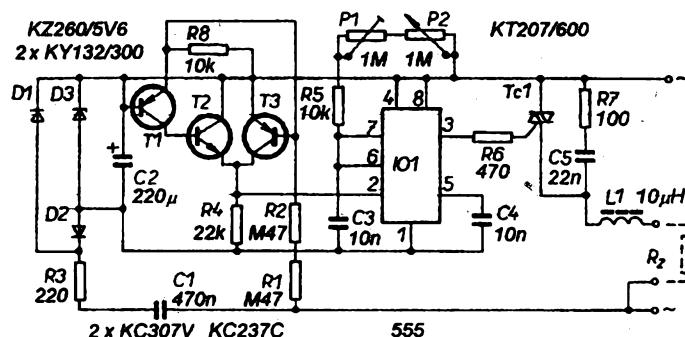 KZ260/5V6
2 x KY132/300
KT207/600
P1
P2
R8
10k
1M
1M
D1
D3
T1
T2
T3
R5
10k
4
8
Tc1
R7
100
7
3
6
IO1
R6
470
C5
22n
+
C2
220μ
2
5
L1
10μH
D2
R4
22k
R2
M47
C3
10n
1
C4
10n
R3
220
C1
470n
R1
M47
Rz
~
~
2 x KC307V
KC237C
555